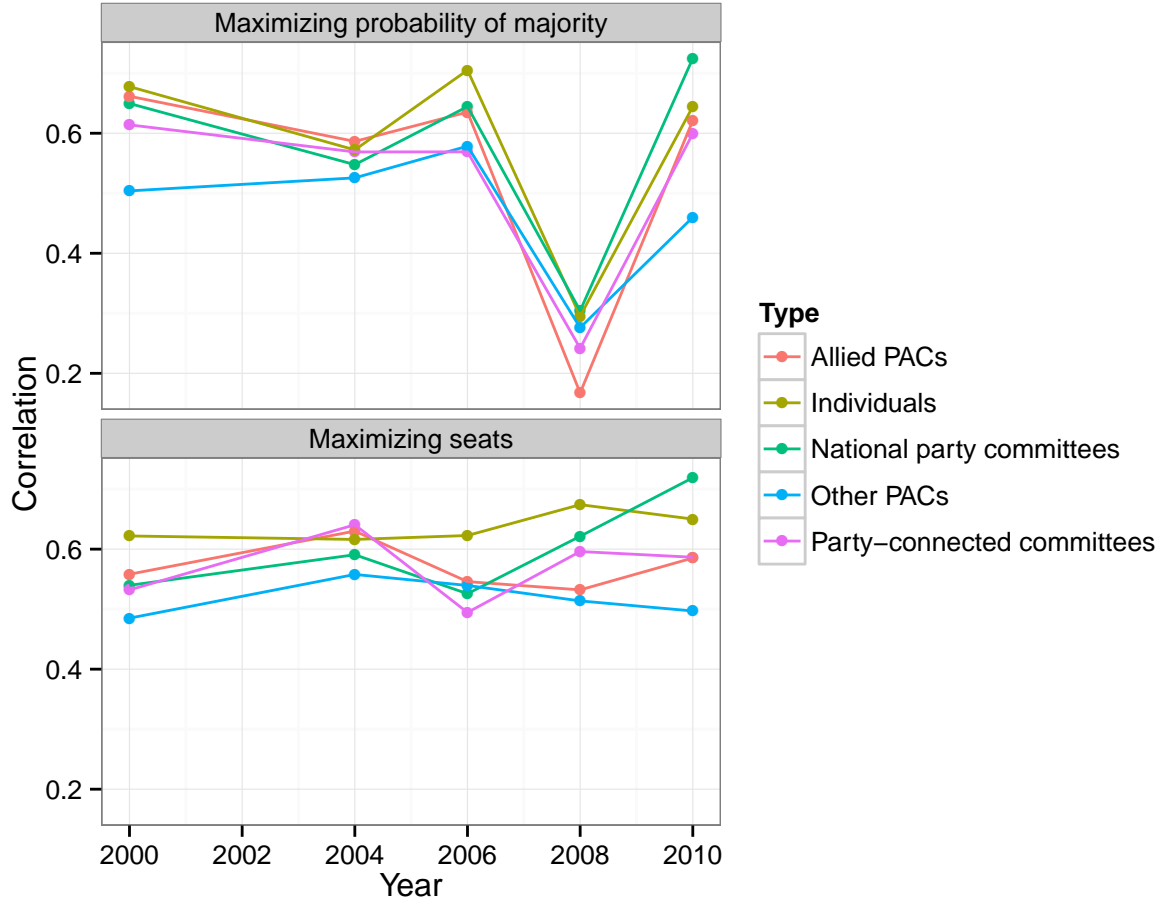 Maximizing probability of majority
0.6
0.4
0.2
Maximizing seats
0.6
0.4
0.2
2000 2002 2004 2006 2008 2010
Year
Correlation
Type
Allied PACs
Individuals
National party committees
Other PACs
Party−connected committees